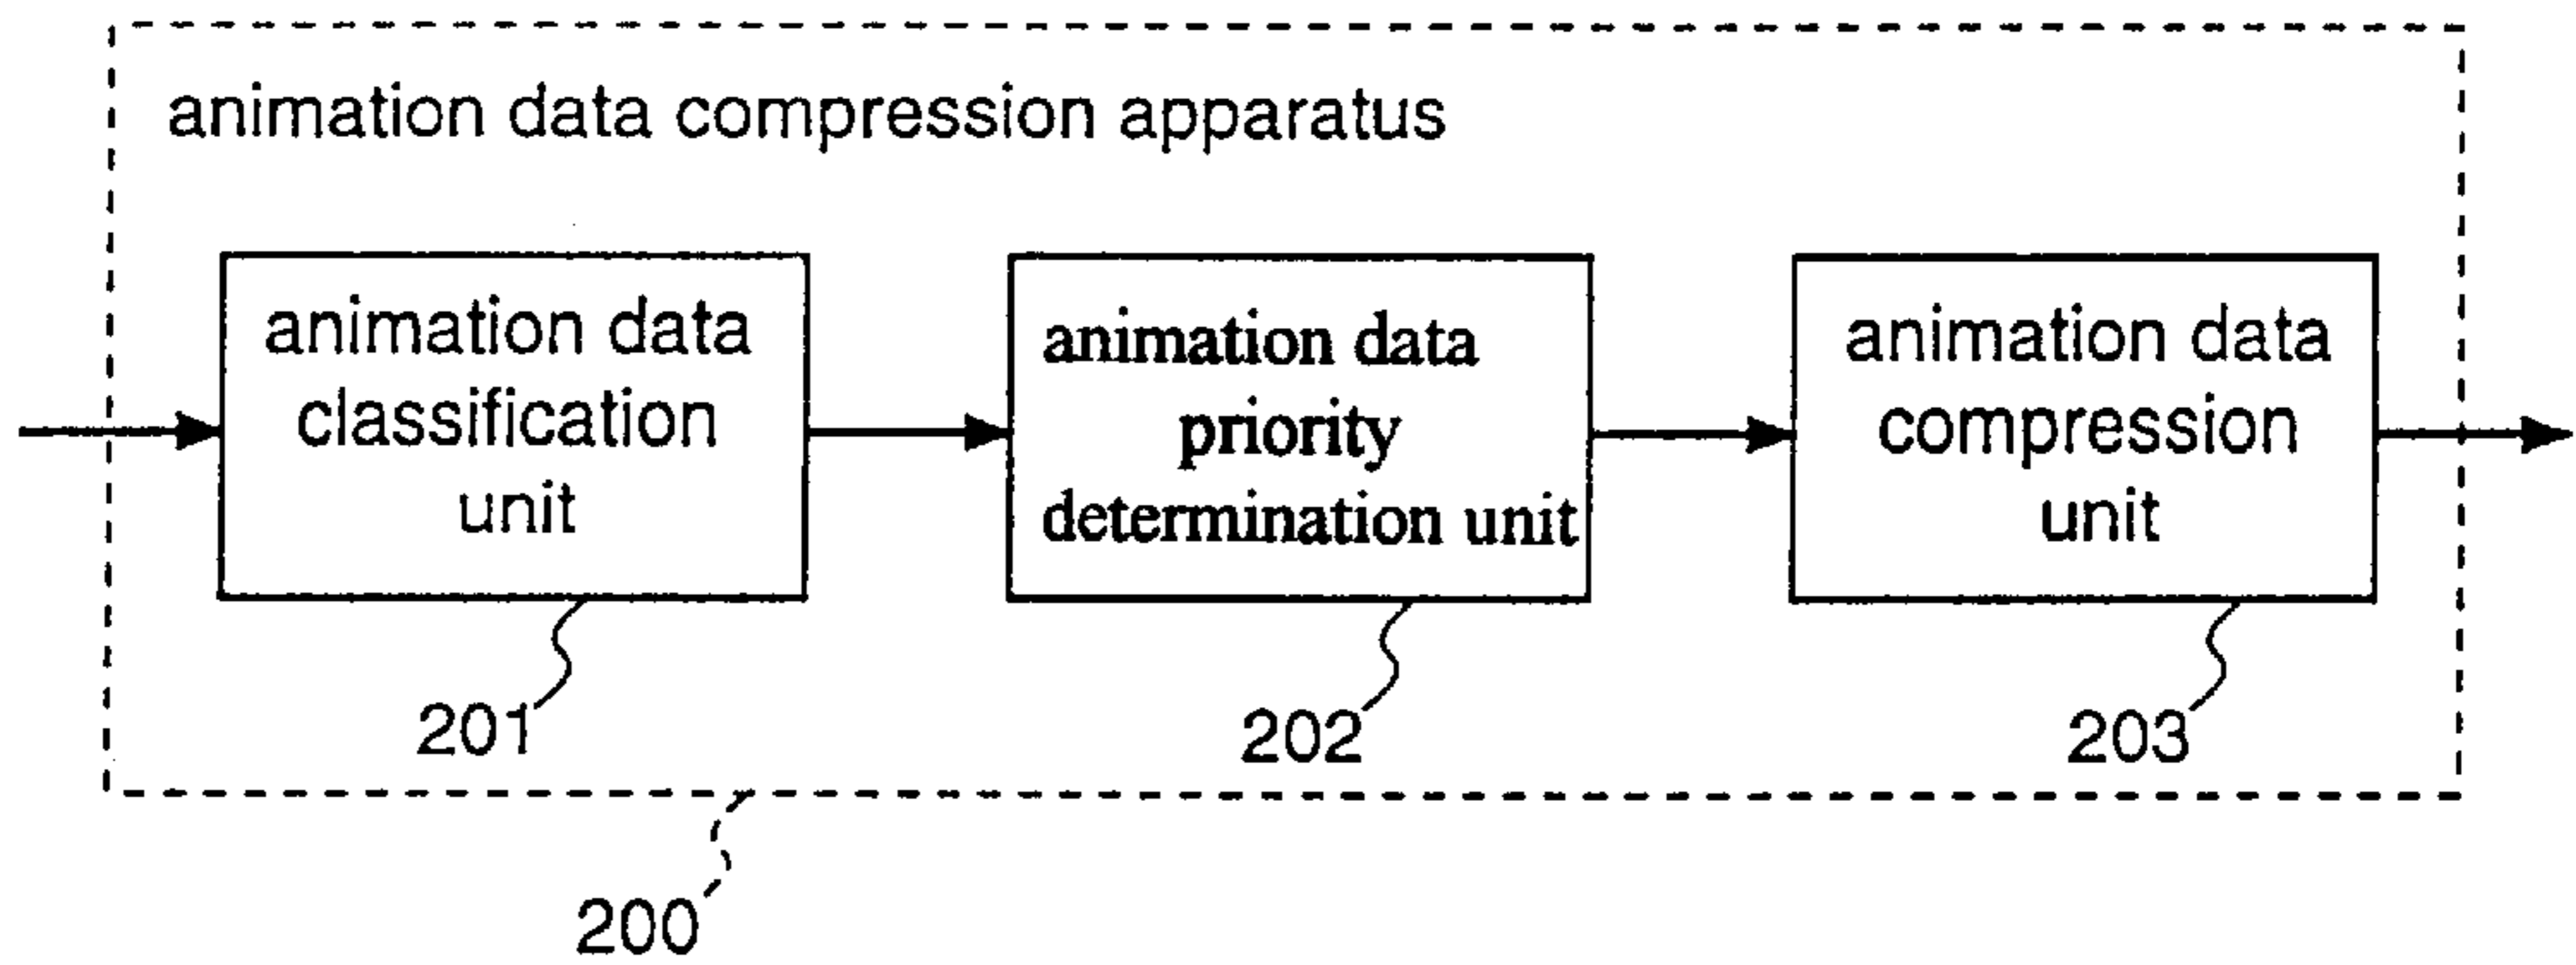 animation data compression apparatus
animation data
classification
unit
animation data
priority
determination unit
animation data
compression
unit
201
202
203
200